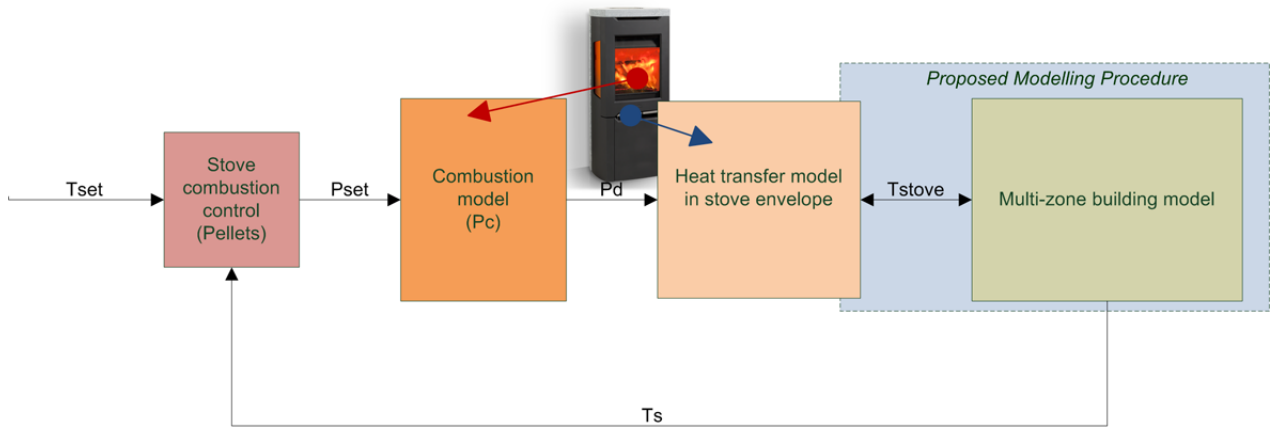 Proposed Modelling Procedure
Tset
Stove
combustion
control
(Pellets)
Pset
Combustion
model
(Pc)
Pd
Heat transfer model
in stove envelope
Tstove
Multi-zone building model
Ts